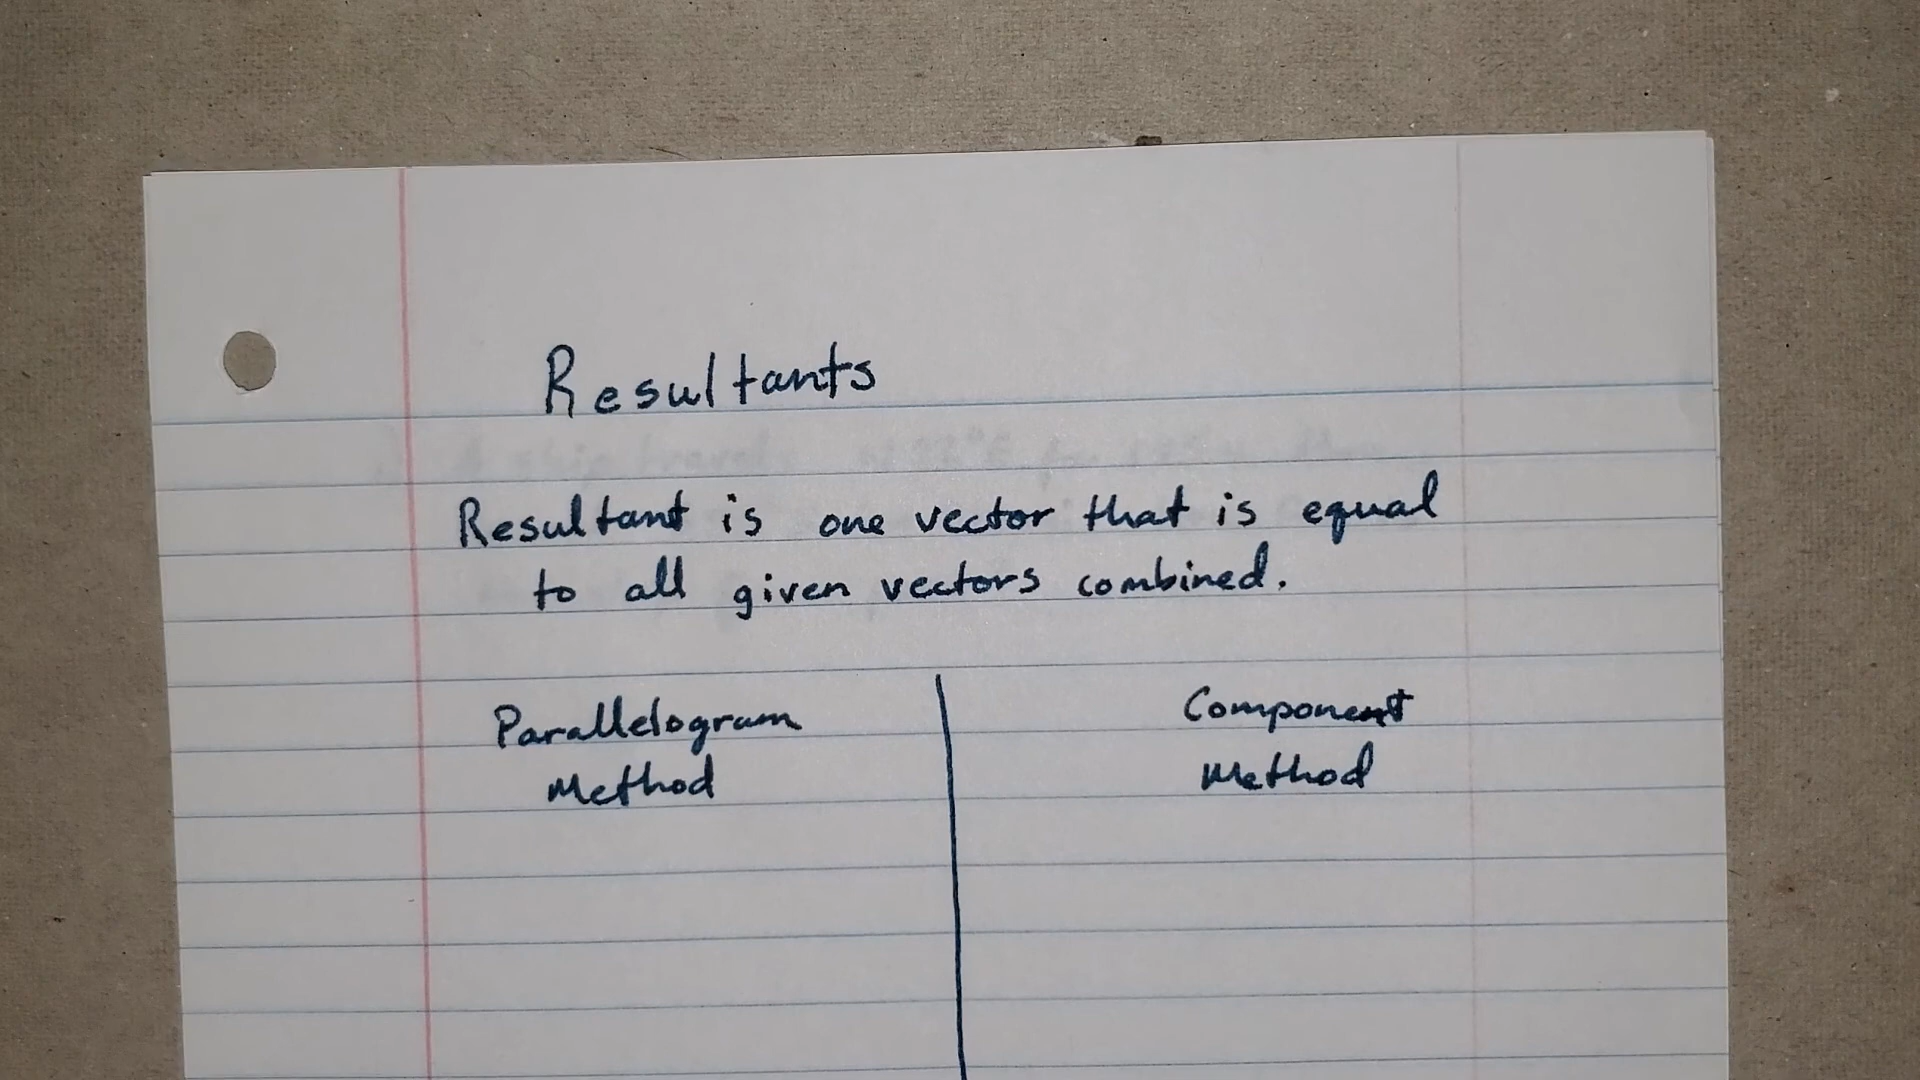 Resultants
Resultant is one vector that is equal
to all given vectors combined.
Parallelogram
Method
Component
Method